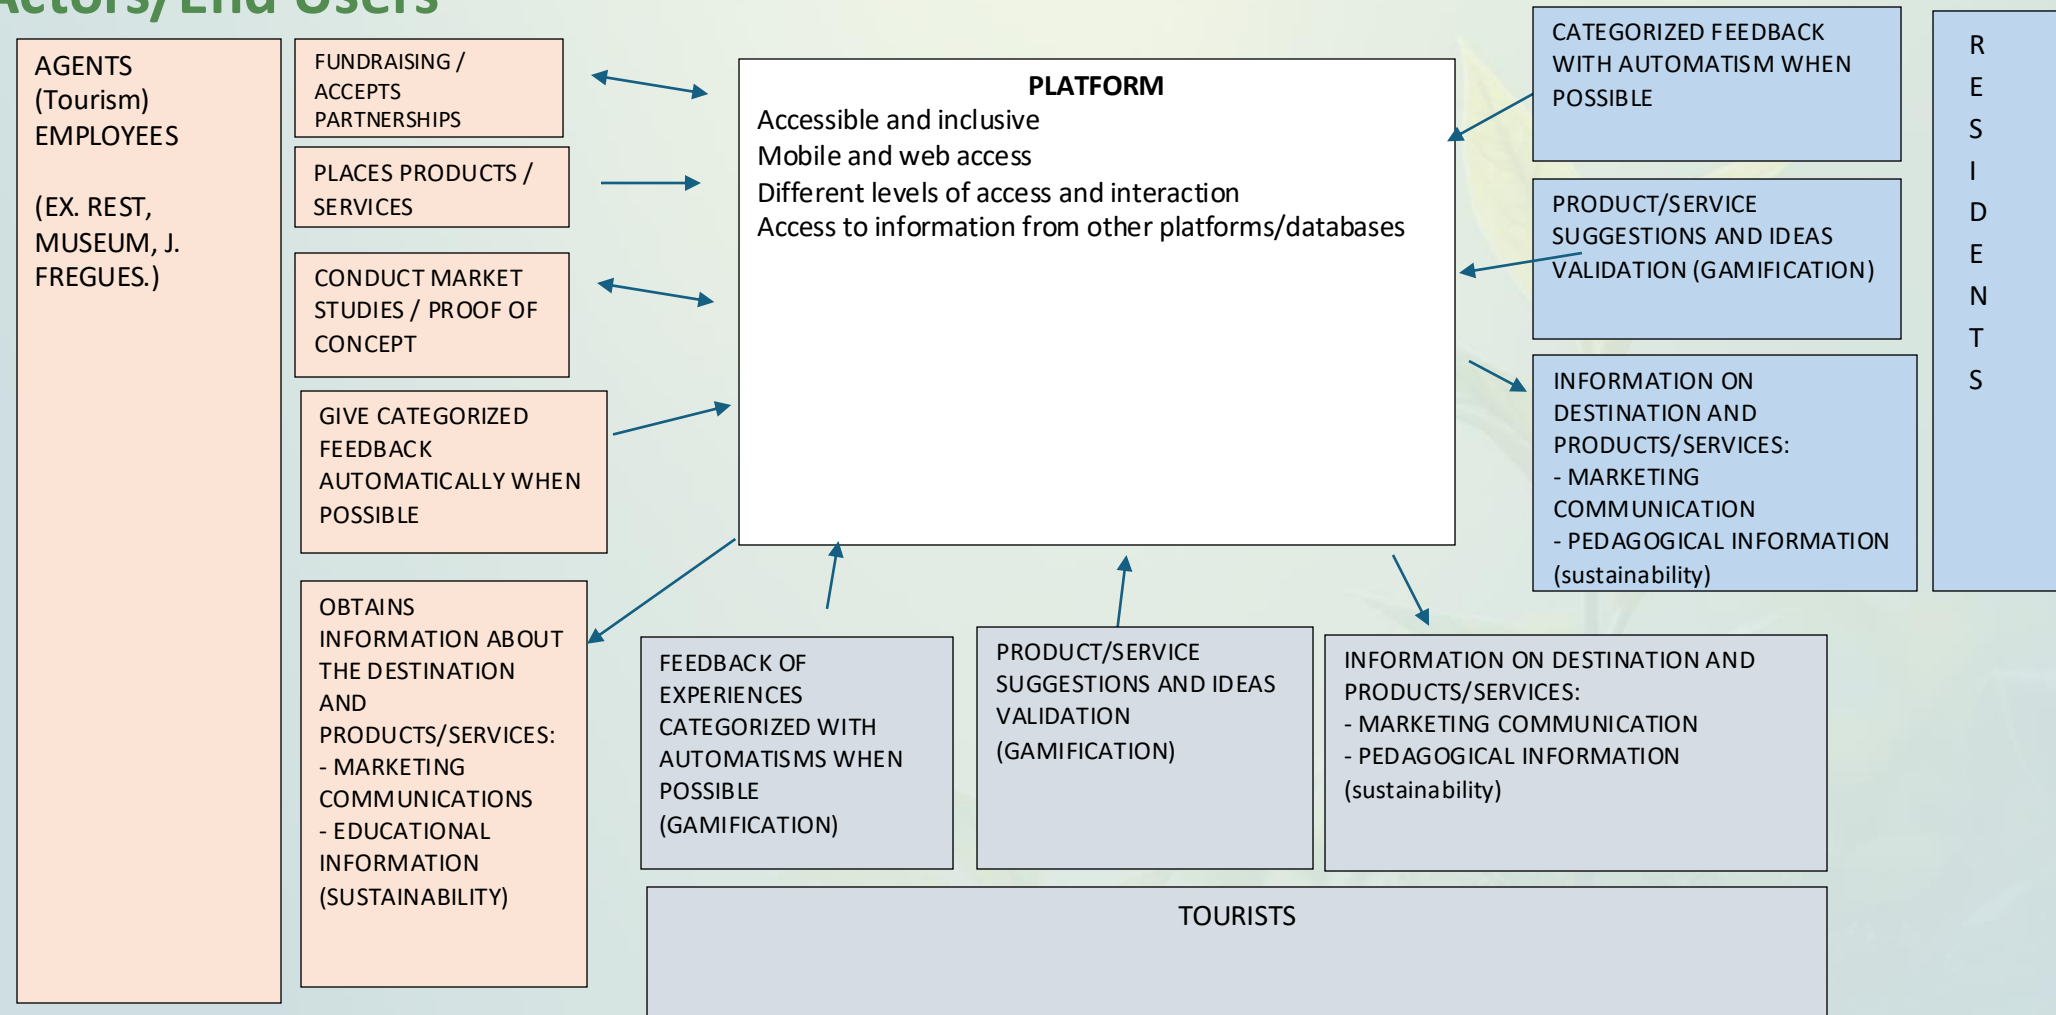 Actors/End Users
AGENTS
(Tourism)
EMPLOYEES
(EX. REST,
MUSEUM, J.
FREGUES.)
FUNDRAISING /
ACCEPTS
PARTNERSHIPS
PLACES PRODUCTS /
SERVICES
CONDUCT MARKET
STUDIES / PROOF OF
CONCEPT
GIVE CATEGORIZED
FEEDBACK
AUTOMATICALLY WHEN
POSSIBLE
OBTAINS
INFORMATION ABOUT
THE DESTINATION
AND
PRODUCTS/SERVICES:
- MARKETING
COMMUNICATIONS
- EDUCATIONAL
INFORMATION
(SUSTAINABILITY)
PLATFORM
Accessible and inclusive
Mobile and web access
Different levels of access and interaction
Access to information from other platforms/databases
CATEGORIZED FEEDBACK
WITH AUTOMATISM WHEN
POSSIBLE
PRODUCT/SERVICE
SUGGESTIONS AND IDEAS
VALIDATION (GAMIFICATION)
INFORMATION ON
DESTINATION AND
PRODUCTS/SERVICES:
- MARKETING
COMMUNICATION
- PEDAGOGICAL INFORMATION
(sustainability)
R
E
S
I
D
E
N
T
S
FEEDBACK OF
EXPERIENCES
CATEGORIZED WITH
AUTOMATISMS WHEN
POSSIBLE
(GAMIFICATION)
PRODUCT/SERVICE
SUGGESTIONS AND IDEAS
VALIDATION
(GAMIFICATION)
INFORMATION ON DESTINATION AND
PRODUCTS/SERVICES:
- MARKETING COMMUNICATION
- PEDAGOGICAL INFORMATION
(sustainability)
TOURISTS